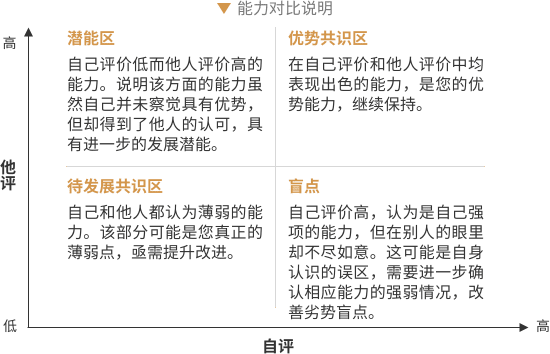 ▼ 能力对比说明
高
潜能区
自己评价低而他人评价高的
能力。说明该方面的能力虽
然自己并未察觉具有优势，
但却得到了他人的认可，具
有进一步的发展潜能。
优势共识区
在自己评价和他人评价中均
表现出色的能力，是您的优
势能力，继续保持。
他
评
待发展共识区
自己和他人都认为薄弱的能
力。该部分可能是您真正的
薄弱点，亟需提升改进。
盲点
自己评价高，认为是自己强
项的能力，但在别人的眼里
却不尽如意。这可能是自身
认识的误区，需要进一步确
认相应能力的强弱情况，改
善劣势盲点。
低
高
自评